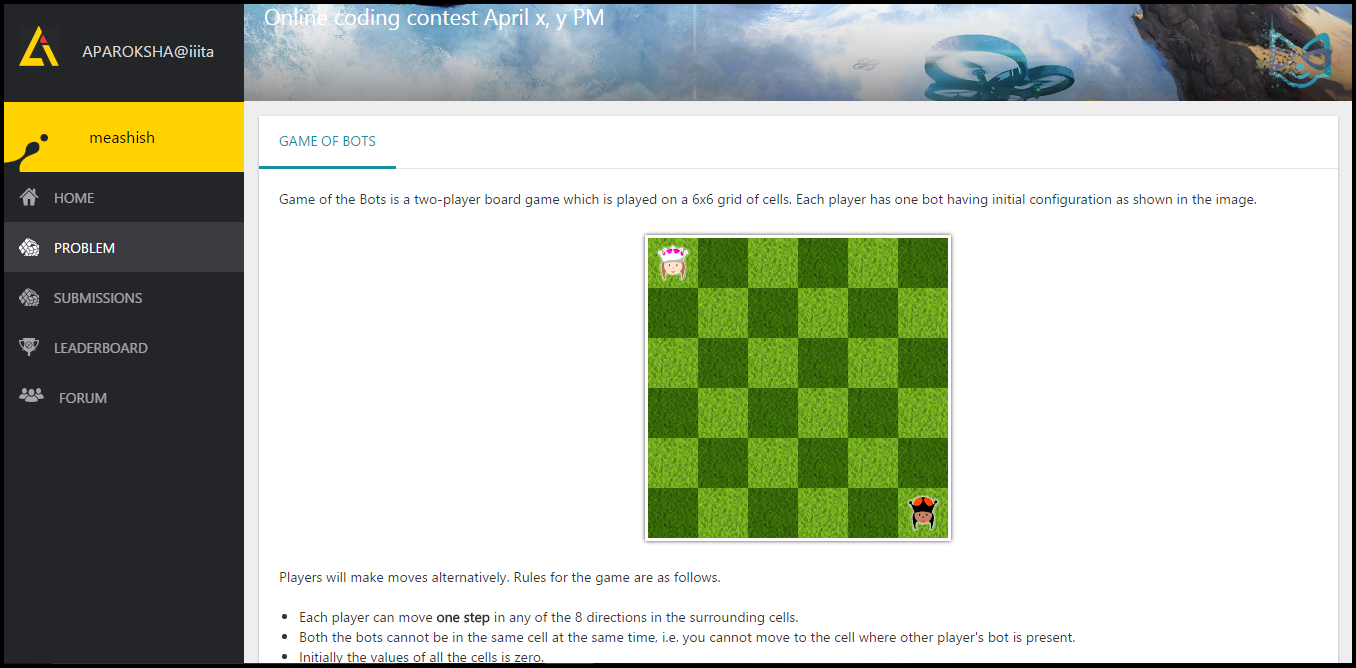 Online coding contest April x, y PM
APAROKSHA@iiita
meashish
HOME
PROBLEM
SUBMISSIONS
LEADERBOARD
FORUM
GAME OF BOTS
Game of the Bots is a two-player board game which is played on a 6x6 grid of cells. Each player has one bot having initial configuration as shown in the image.
Players will make moves alternatively. Rules for the game are as follows.
• Each player can move one step in any of the 8 directions in the surrounding cells.
• Both the bots cannot be in the same cell at the same time, i.e. you cannot move to the cell where other player's bot is present.
• Initially the values of all the cells is zero.